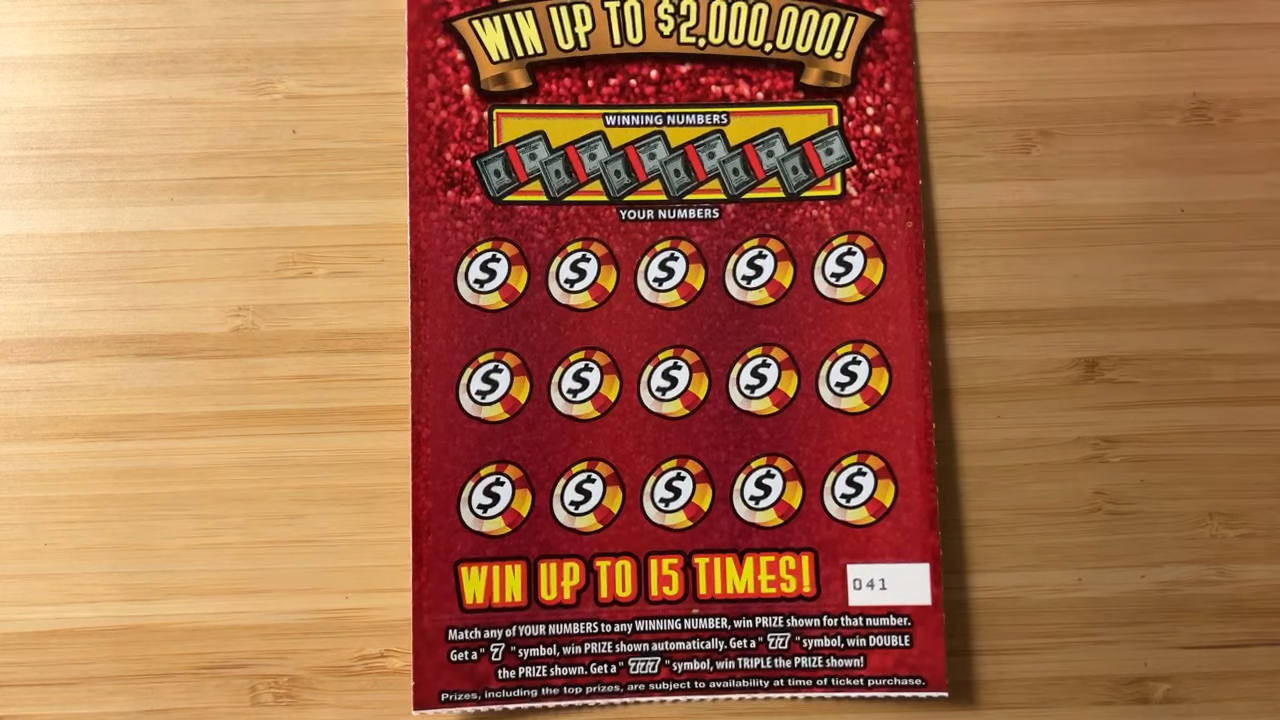 WIN UP TO $2,000,000!
WINNING NUMBERS
YOUR NUMBERS
$ $ $ $ $
$ $ $ $ $
$ $ $ $ $
WIN UP TO 15 TIMES!
041
Match any of YOUR NUMBERS to any WINNING NUMBER, win PRIZE shown for that number.
Get a " 7 " symbol, win PRIZE shown automatically. Get a " 77 " symbol, win DOUBLE
the PRIZE shown. Get a " 777 " symbol, win TRIPLE the PRIZE shown!
Prizes, including the top prizes, are subject to availability at time of ticket purchase.